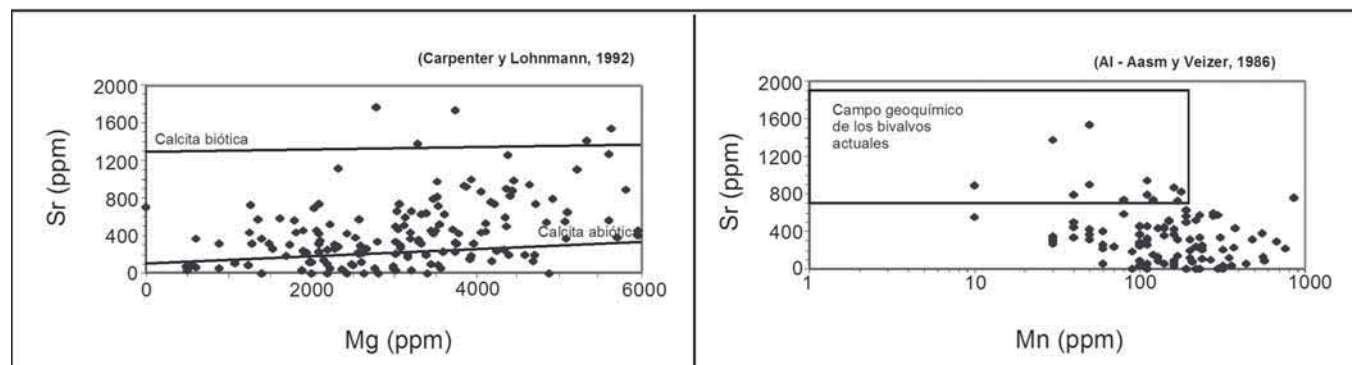 (Carpenter y Lohnmann, 1992)
2000
1600
1200
800
400
0
Sr (ppm)
Calcita biótica
Calcita abiótica
0
2000
4000
6000
Mg (ppm)
(Al - Aasm y Veizer, 1986)
2000
1600
1200
800
400
0
Sr (ppm)
Campo geoquímico
de los bivalvos
actuales
1
10
100
1000
Mn (ppm)